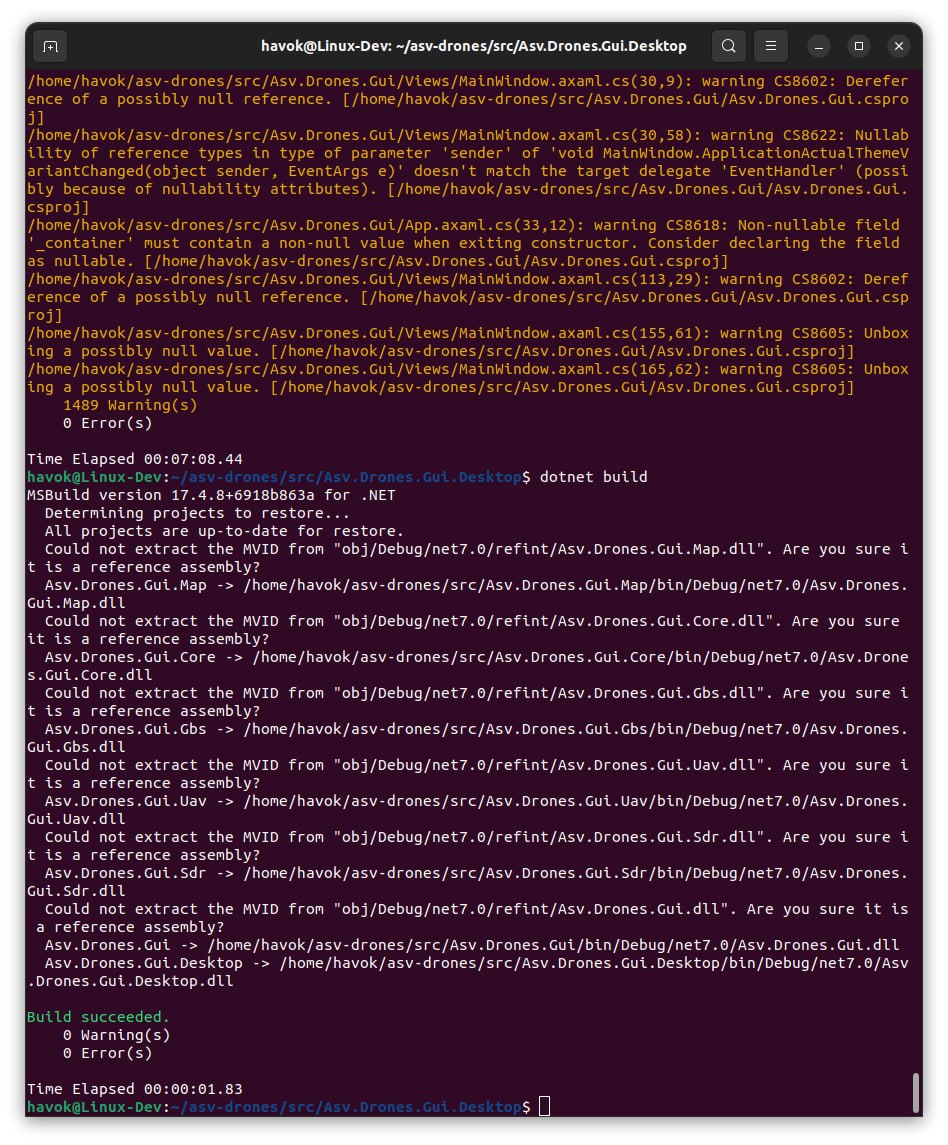 havok@Linux-Dev: ~/asv-drones/src/Asv.Drones.Gui.Desktop
/home/havok/asv-drones/src/Asv.Drones.Gui/Views/MainWindow.axaml.cs(30,9): warning CS8602: Derefer
ence of a possibly null reference. [/home/havok/asv-drones/src/Asv.Drones.Gui/Asv.Drones.Gui.cspro
j]
/home/havok/asv-drones/src/Asv.Drones.Gui/Views/MainWindow.axaml.cs(30,58): warning CS8622: Nullab
ility of reference types in type of parameter 'sender' of 'void MainWindow.ApplicationActualThemeV
ariantChanged(object sender, EventArgs e)' doesn't match the target delegate 'EventHandler' (possi
bly because of nullability attributes). [/home/havok/asv-drones/src/Asv.Drones.Gui/Asv.Drones.Gui.
csproj]
/home/havok/asv-drones/src/Asv.Drones.Gui/App.axaml.cs(33,12): warning CS8618: Non-nullable field
'_container' must contain a non-null value when exiting constructor. Consider declaring the field
as nullable. [/home/havok/asv-drones/src/Asv.Drones.Gui/Asv.Drones.Gui.csproj]
/home/havok/asv-drones/src/Asv.Drones.Gui/Views/MainWindow.axaml.cs(113,29): warning CS8602: Deref
erence of a possibly null reference. [/home/havok/asv-drones/src/Asv.Drones.Gui/Asv.Drones.Gui.csp
roj]
/home/havok/asv-drones/src/Asv.Drones.Gui/Views/MainWindow.axaml.cs(155,61): warning CS8605: Unbox
ing a possibly null value. [/home/havok/asv-drones/src/Asv.Drones.Gui/Asv.Drones.Gui.csproj]
/home/havok/asv-drones/src/Asv.Drones.Gui/Views/MainWindow.axaml.cs(165,62): warning CS8605: Unbox
ing a possibly null value. [/home/havok/asv-drones/src/Asv.Drones.Gui/Asv.Drones.Gui.csproj]
    1489 Warning(s)
    0 Error(s)

Time Elapsed 00:07:08.44
havok@Linux-Dev:~/asv-drones/src/Asv.Drones.Gui.Desktop$ dotnet build
MSBuild version 17.4.8+6918b863a for .NET
  Determining projects to restore...
  All projects are up-to-date for restore.
  Could not extract the MVID from "obj/Debug/net7.0/refint/Asv.Drones.Gui.Map.dll". Are you sure i
t is a reference assembly?
  Asv.Drones.Gui.Map -> /home/havok/asv-drones/src/Asv.Drones.Gui.Map/bin/Debug/net7.0/Asv.Drones.
Gui.Map.dll
  Could not extract the MVID from "obj/Debug/net7.0/refint/Asv.Drones.Gui.Core.dll". Are you sure
it is a reference assembly?
  Asv.Drones.Gui.Core -> /home/havok/asv-drones/src/Asv.Drones.Gui.Core/bin/Debug/net7.0/Asv.Drone
s.Gui.Core.dll
  Could not extract the MVID from "obj/Debug/net7.0/refint/Asv.Drones.Gui.Gbs.dll". Are you sure i
t is a reference assembly?
  Asv.Drones.Gui.Gbs -> /home/havok/asv-drones/src/Asv.Drones.Gui.Gbs/bin/Debug/net7.0/Asv.Drones.
Gui.Gbs.dll
  Could not extract the MVID from "obj/Debug/net7.0/refint/Asv.Drones.Gui.Uav.dll". Are you sure i
t is a reference assembly?
  Asv.Drones.Gui.Uav -> /home/havok/asv-drones/src/Asv.Drones.Gui.Uav/bin/Debug/net7.0/Asv.Drones.
Gui.Uav.dll
  Could not extract the MVID from "obj/Debug/net7.0/refint/Asv.Drones.Gui.Sdr.dll". Are you sure i
t is a reference assembly?
  Asv.Drones.Gui.Sdr -> /home/havok/asv-drones/src/Asv.Drones.Gui.Sdr/bin/Debug/net7.0/Asv.Drones.
Gui.Sdr.dll
  Could not extract the MVID from "obj/Debug/net7.0/refint/Asv.Drones.Gui.dll". Are you sure it is
 a reference assembly?
  Asv.Drones.Gui -> /home/havok/asv-drones/src/Asv.Drones.Gui/bin/Debug/net7.0/Asv.Drones.Gui.dll
  Asv.Drones.Gui.Desktop -> /home/havok/asv-drones/src/Asv.Drones.Gui.Desktop/bin/Debug/net7.0/Asv
.Drones.Gui.Desktop.dll

Build succeeded.
    0 Warning(s)
    0 Error(s)

Time Elapsed 00:00:01.83
havok@Linux-Dev:~/asv-drones/src/Asv.Drones.Gui.Desktop$